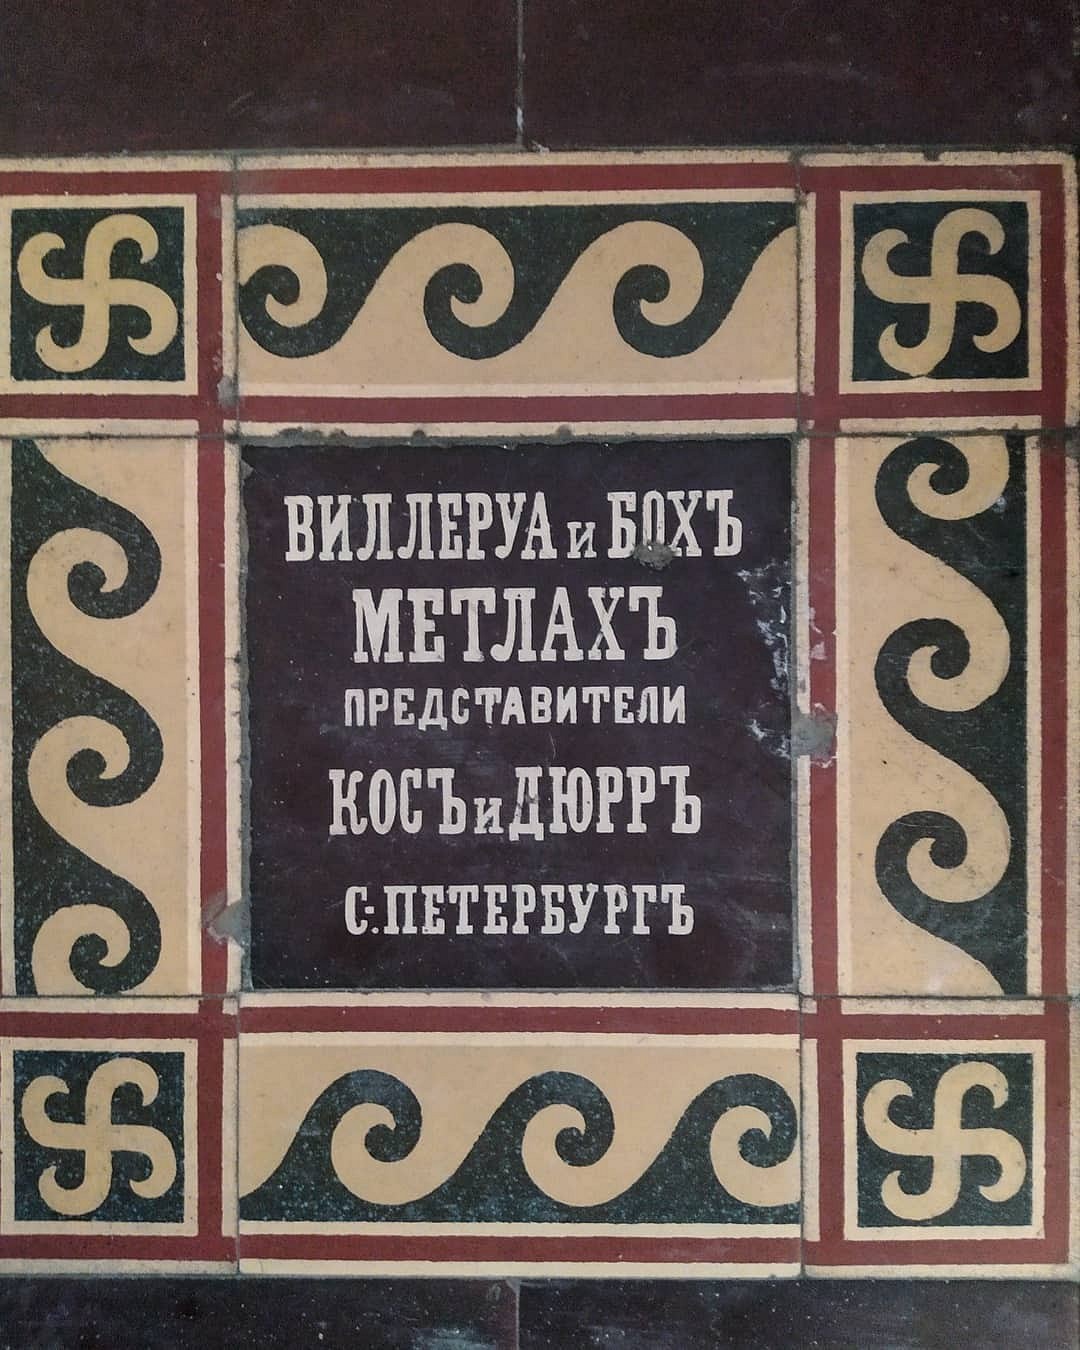 ВИЛЛЕРУА и БОХЪ
МЕТЛАХЪ
ПРЕДСТАВИТЕЛИ
КОСЪ и ДЮРРЪ
С:ПЕТЕРБУРГЪ